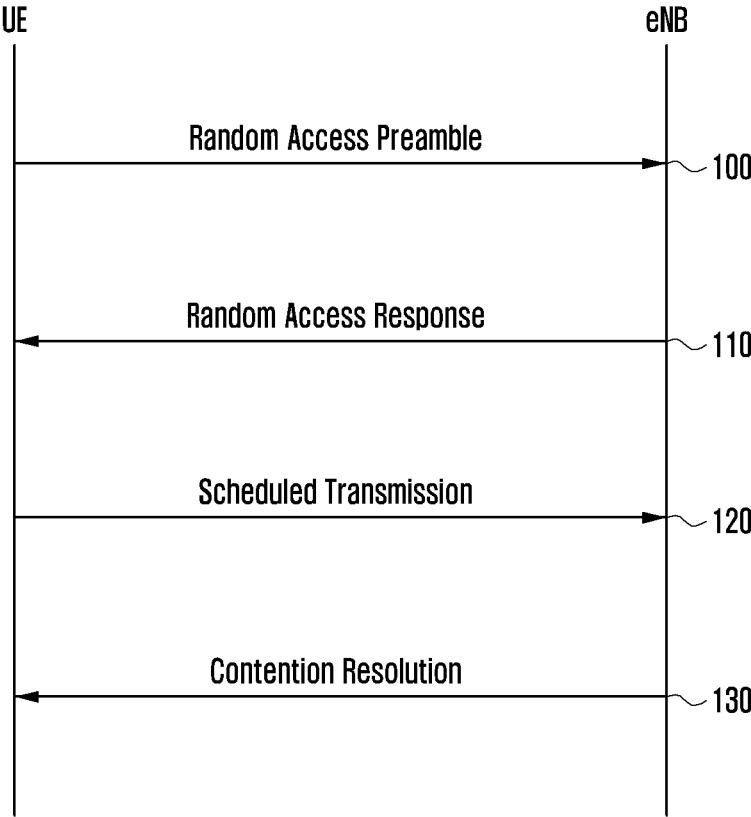 UE eNB
Random Access Preamble
100
Random Access Response
110
Scheduled Transmission
120
Contention Resolution
130